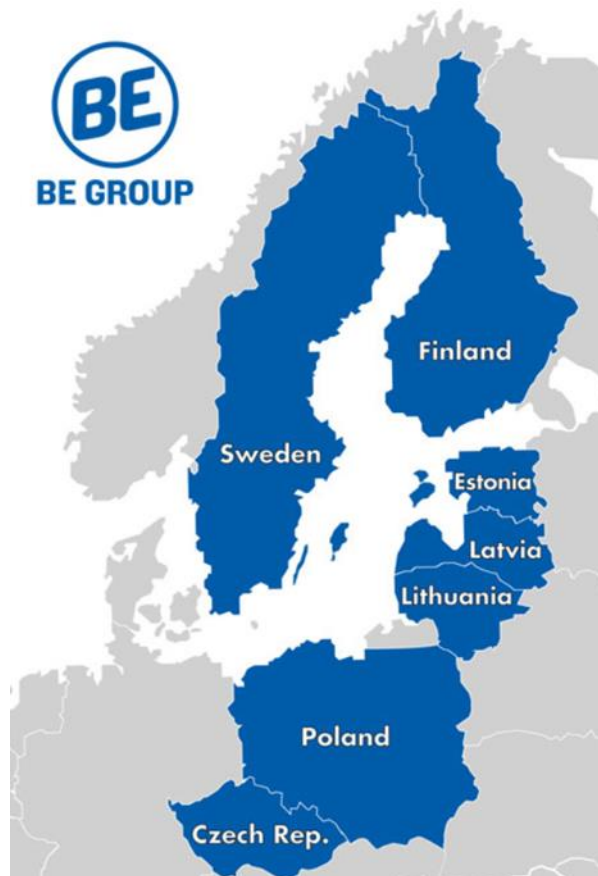 BE
BE GROUP
Finland
Sweden
Estonia
Latvia
Lithuania
Poland
Czech Rep.